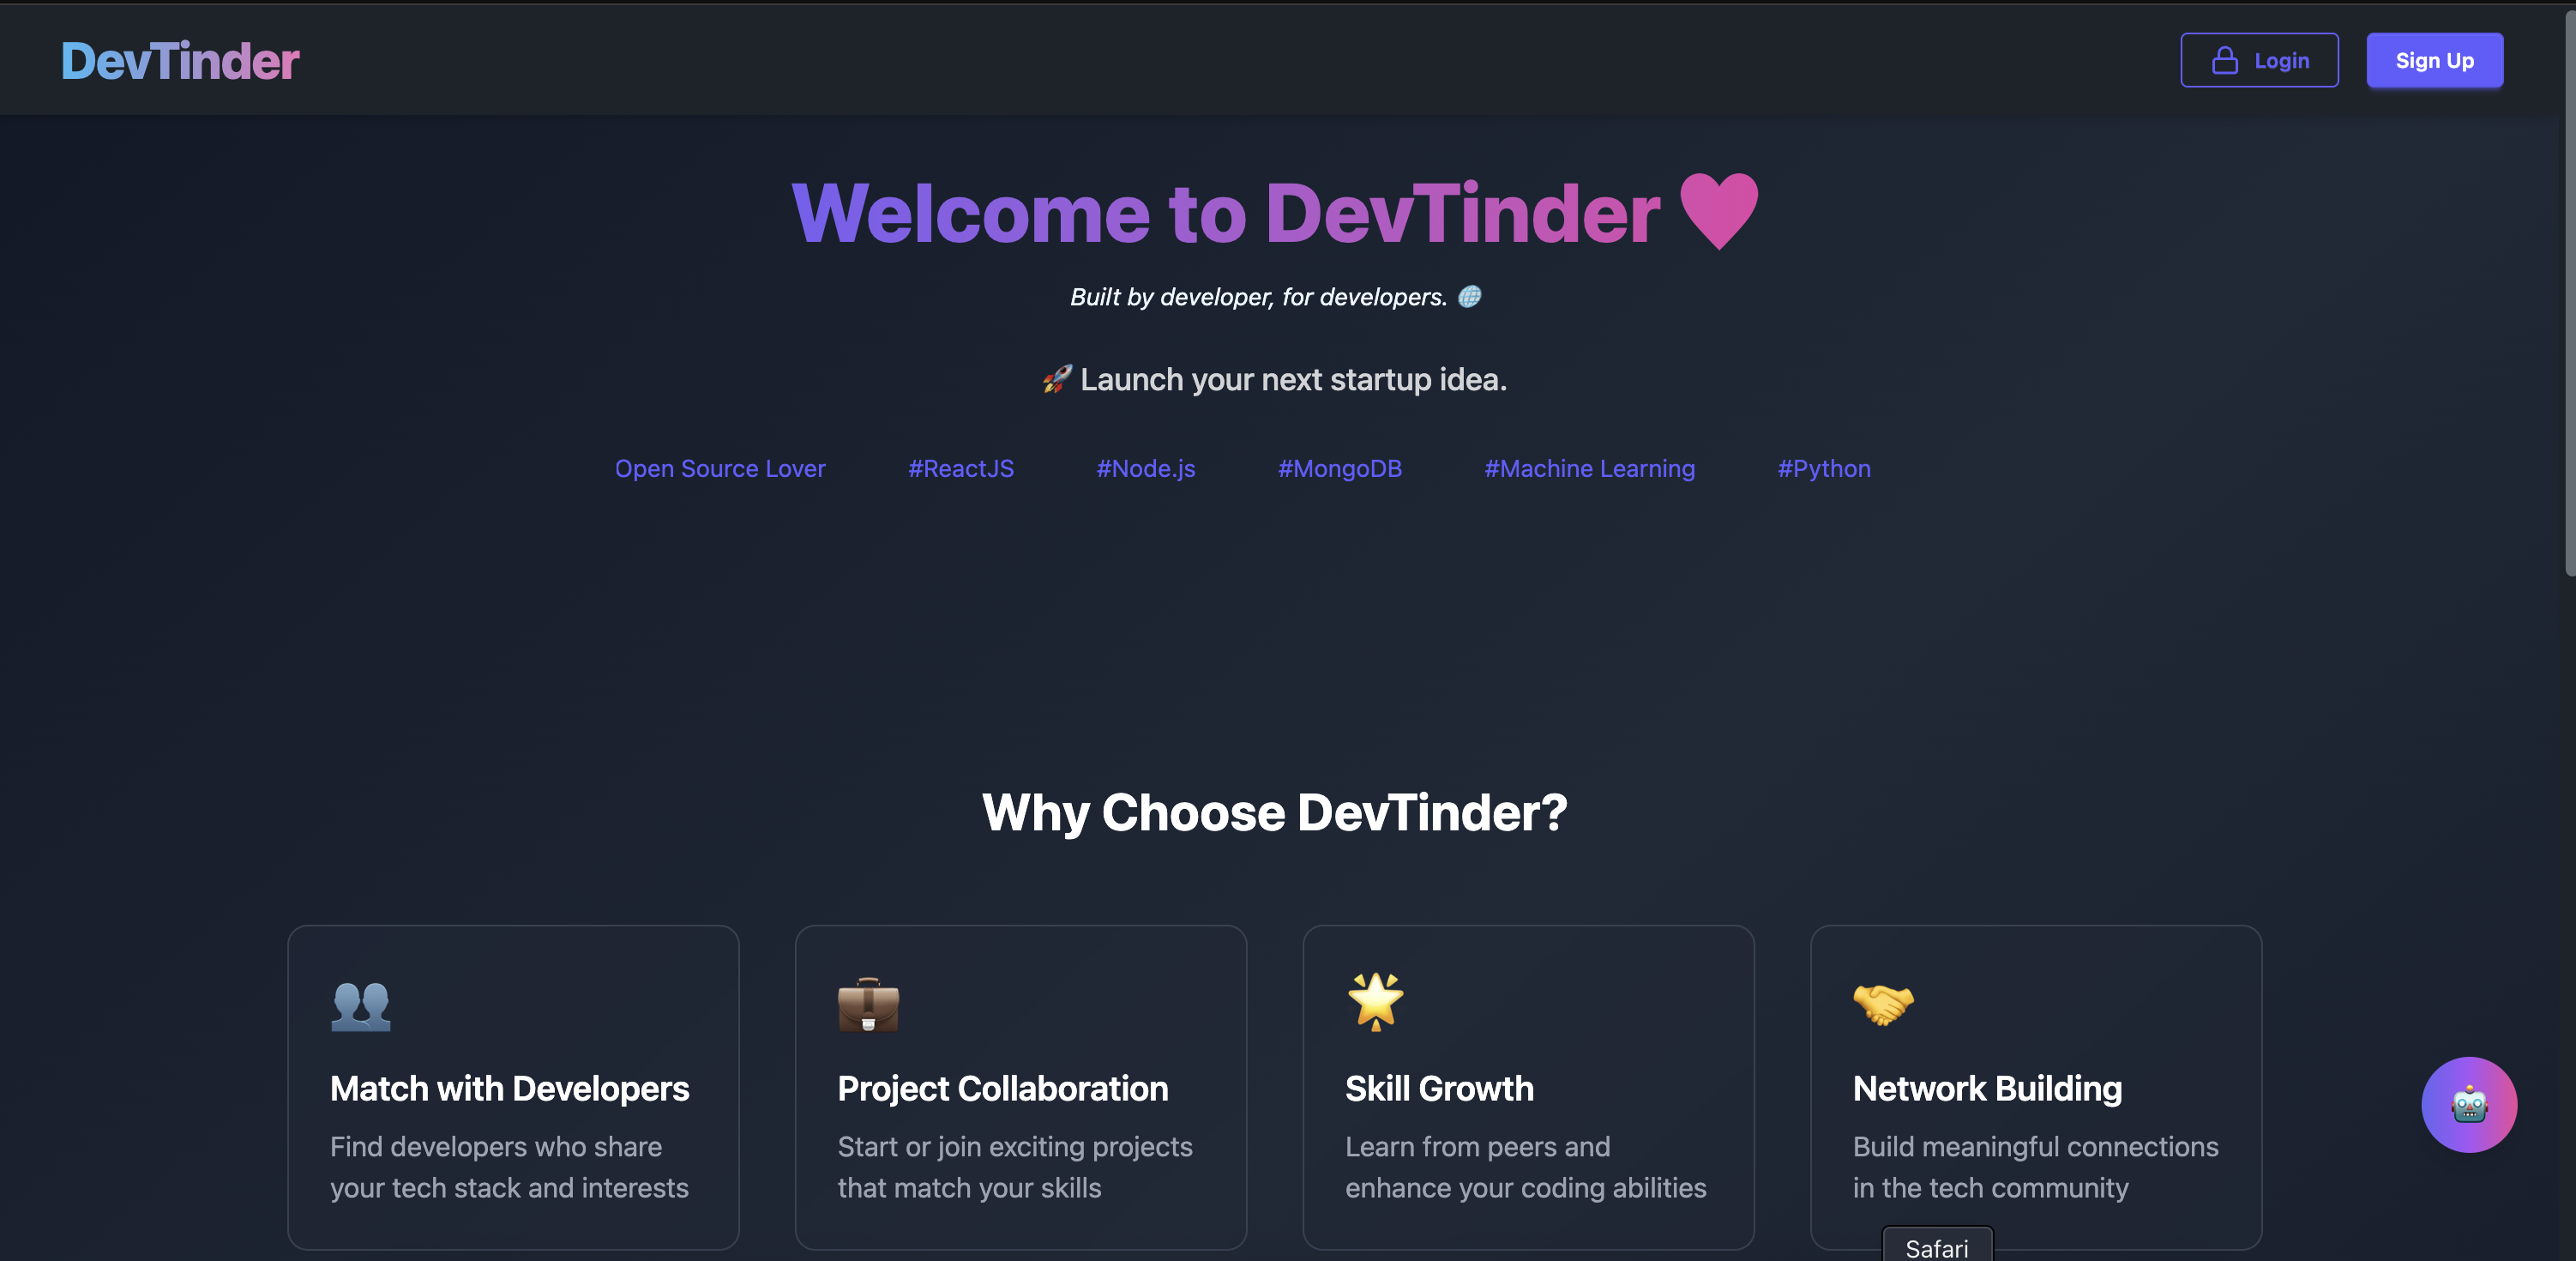 DevTinder
Login
Sign Up
Welcome to DevTinder
Built by developer, for developers. 🌐
🚀 Launch your next startup idea.
Open Source Lover #ReactJS #Node.js #MongoDB #Machine Learning #Python
Why Choose DevTinder?
Match with Developers
Find developers who share
your tech stack and interests
Project Collaboration
Start or join exciting projects
that match your skills
Skill Growth
Learn from peers and
enhance your coding abilities
Network Building
Build meaningful connections
in the tech community
Safari